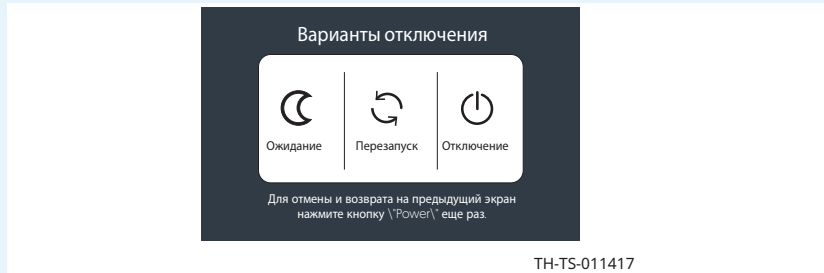 Варианты отключения
Ожидание
Перезапуск
Отключение
Для отмены и возврата на предыдущий экран
нажмите кнопку \"Power\" еще раз.
TH-TS-011417